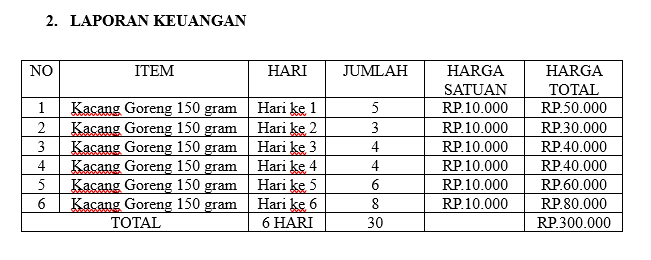 2. LAPORAN KEUANGAN
NO ITEM HARI JUMLAH HARGA SATUAN HARGA TOTAL
1 Kacang Goreng 150 gram Hari ke 1 5 RP.10.000 RP.50.000
2 Kacang Goreng 150 gram Hari ke 2 3 RP.10.000 RP.30.000
3 Kacang Goreng 150 gram Hari ke 3 4 RP.10.000 RP.40.000
4 Kacang Goreng 150 gram Hari ke 4 4 RP.10.000 RP.40.000
5 Kacang Goreng 150 gram Hari ke 5 6 RP.10.000 RP.60.000
6 Kacang Goreng 150 gram Hari ke 6 8 RP.10.000 RP.80.000
TOTAL 6 HARI 30 RP.300.000